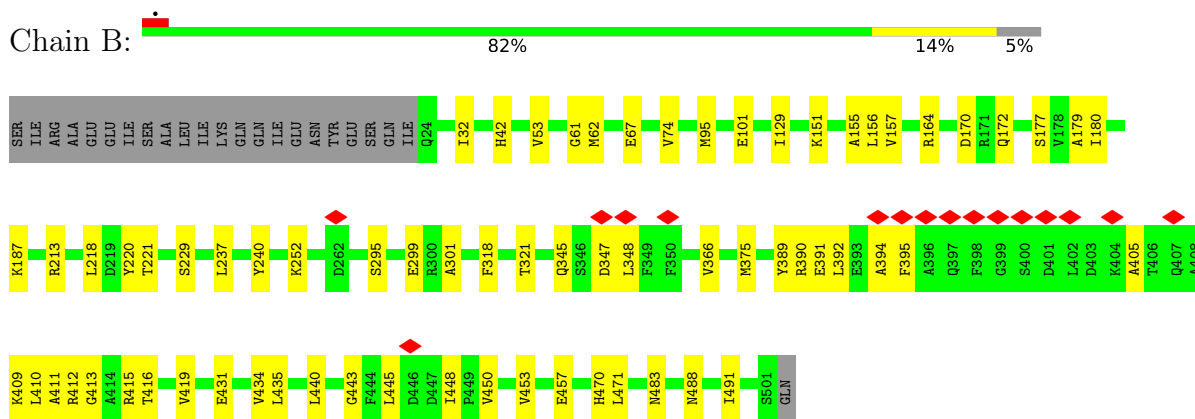 Chain B:
82% 14% 5%
SER ILE ARG ALA GLU GLU ILE SER ALA LEU ILE LYS GLN GLN ILE GLU ASN TYR GLU SER GLN ILE Q24 I32 H42 V53 G61 M62 E67 V74 M95 E101 I129 K151 A155 L156 V157 R164 D170 R171 Q172 S177 V178 A179 I180
K187 R213 L218 D219 Y220 T221 S229 L237 Y240 K252 D262 S295 E299 R300 A301 F318 T321 Q345 S346 D347 L348 F349 F350 V366 M375 Y389 R390 E391 L392 E393 A394 F395 A396 Q397 F398 G399 S400 D401 L402 D403 K404 A405 T406 Q407 A408
K409 L410 A411 R412 G413 A414 R415 T416 V419 E431 V434 L435 L440 G443 F444 L445 D446 D447 I448 P449 V450 V453 E457 H470 L471 N483 N488 I491 S501 GLN